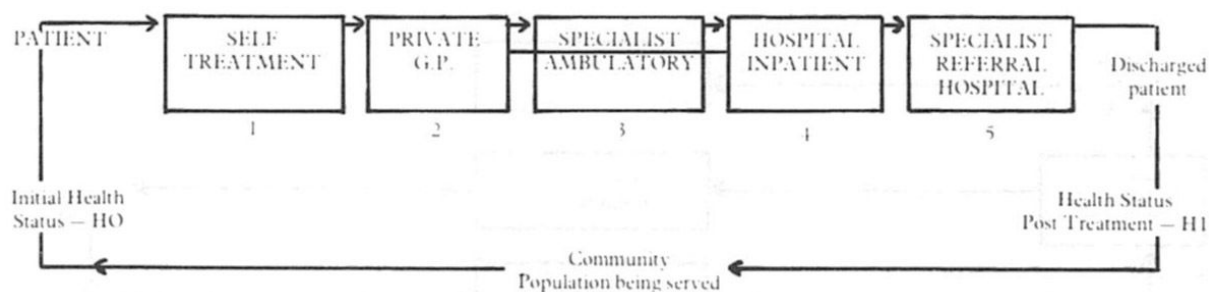 PATIENT
SELF
TREATMENT
PRIVATE
G.P.
SPECIALIST
AMBULATORY
HOSPITAL
INPATIENT
SPECIALIST
REFERRAL
HOSPITAL
Discharged
patient
1
2
3
4
5
Initial Health
Status – HO
Health Status
Post Treatment – H1
Community
Population being served